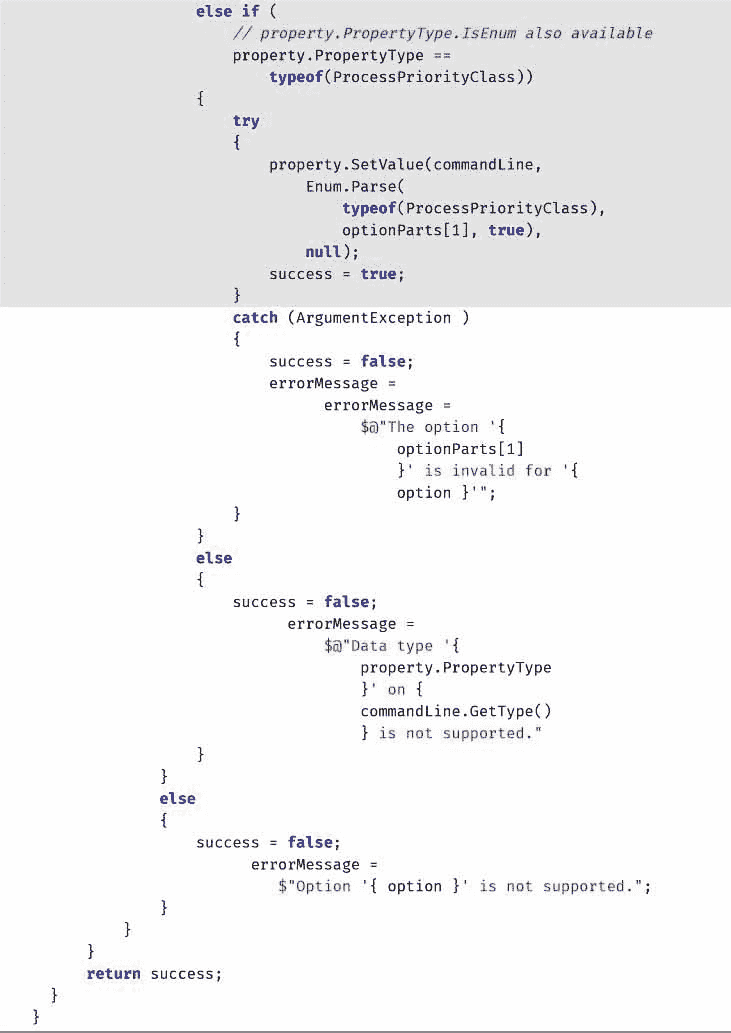 else if (
// property.PropertyType.IsEnum also available
property.PropertyType ==
typeof(ProcessPriorityClass))
{
try
{
property.SetValue(commandLine,
Enum.Parse(
typeof(ProcessPriorityClass),
optionParts[1], true),
null);
success = true;
}
catch (ArgumentException )
{
success = false;
errorMessage =
errorMessage =
$@"The option '{
optionParts[1]
}' is invalid for '{
option }'";
}
}
else
{
success = false;
errorMessage =
$@"Data type '{
property.PropertyType
}' on {
commandLine.GetType()
} is not supported."
}
}
else
{
success = false;
errorMessage =
$"Option '{ option }' is not supported.";
}
}
}
return success;
}
}